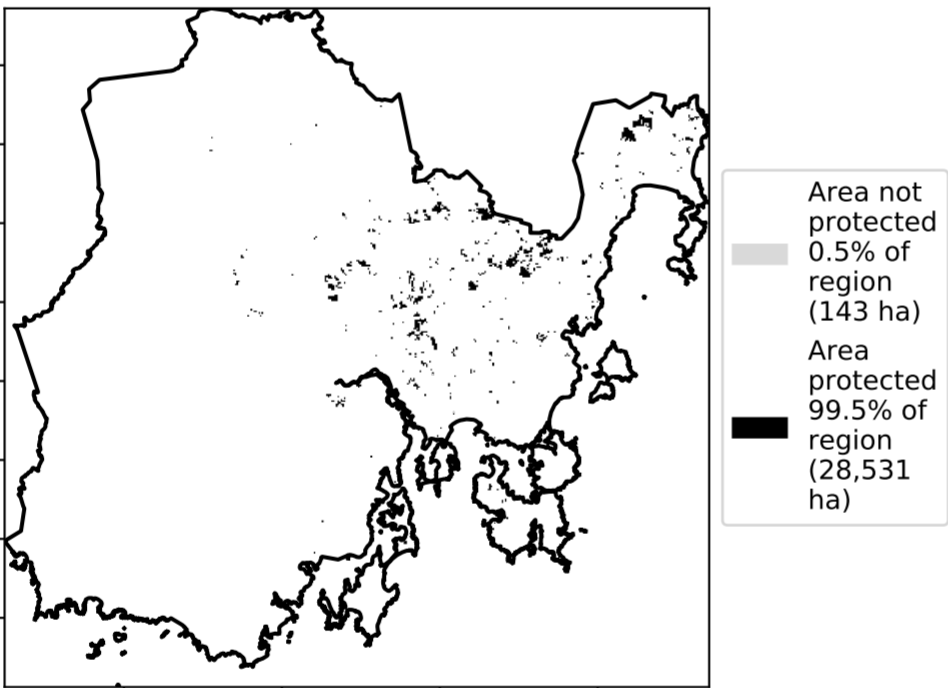 Area not
protected
0.5% of
region
(143 ha)
Area
protected
99.5% of
region
(28,531
ha)